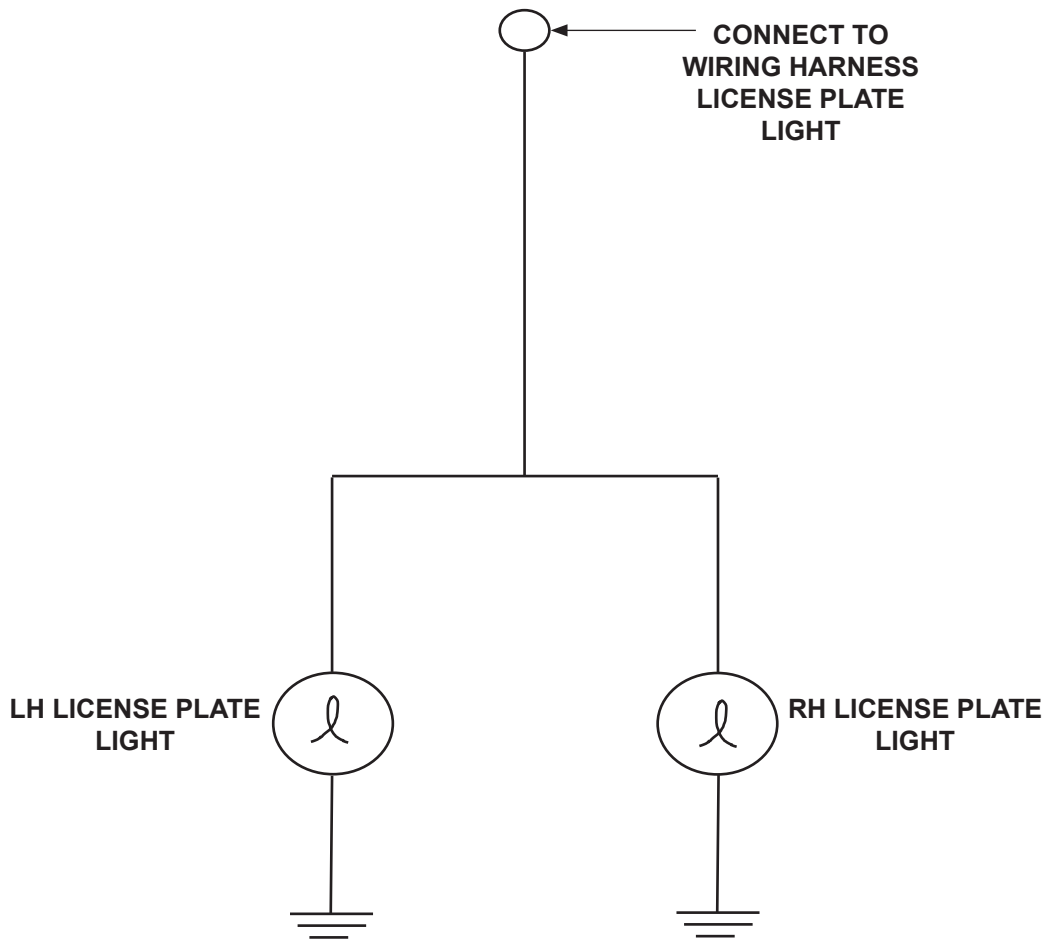 CONNECT TO
WIRING HARNESS
LICENSE PLATE
LIGHT
LH LICENSE PLATE
LIGHT
RH LICENSE PLATE
LIGHT